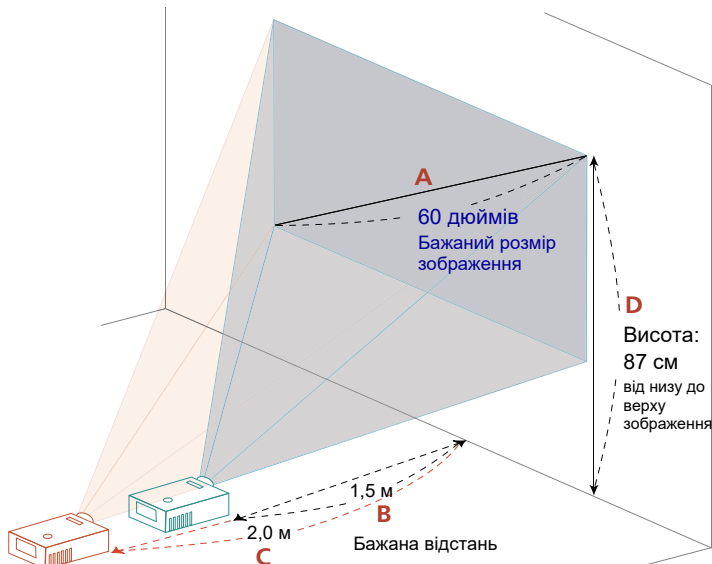 A
60 дюймів
Бажаний розмір
зображення
D
Висота:
87 см
від низу до
верху
зображення
1,5 м
B
2,0 м
C
Бажана відстань